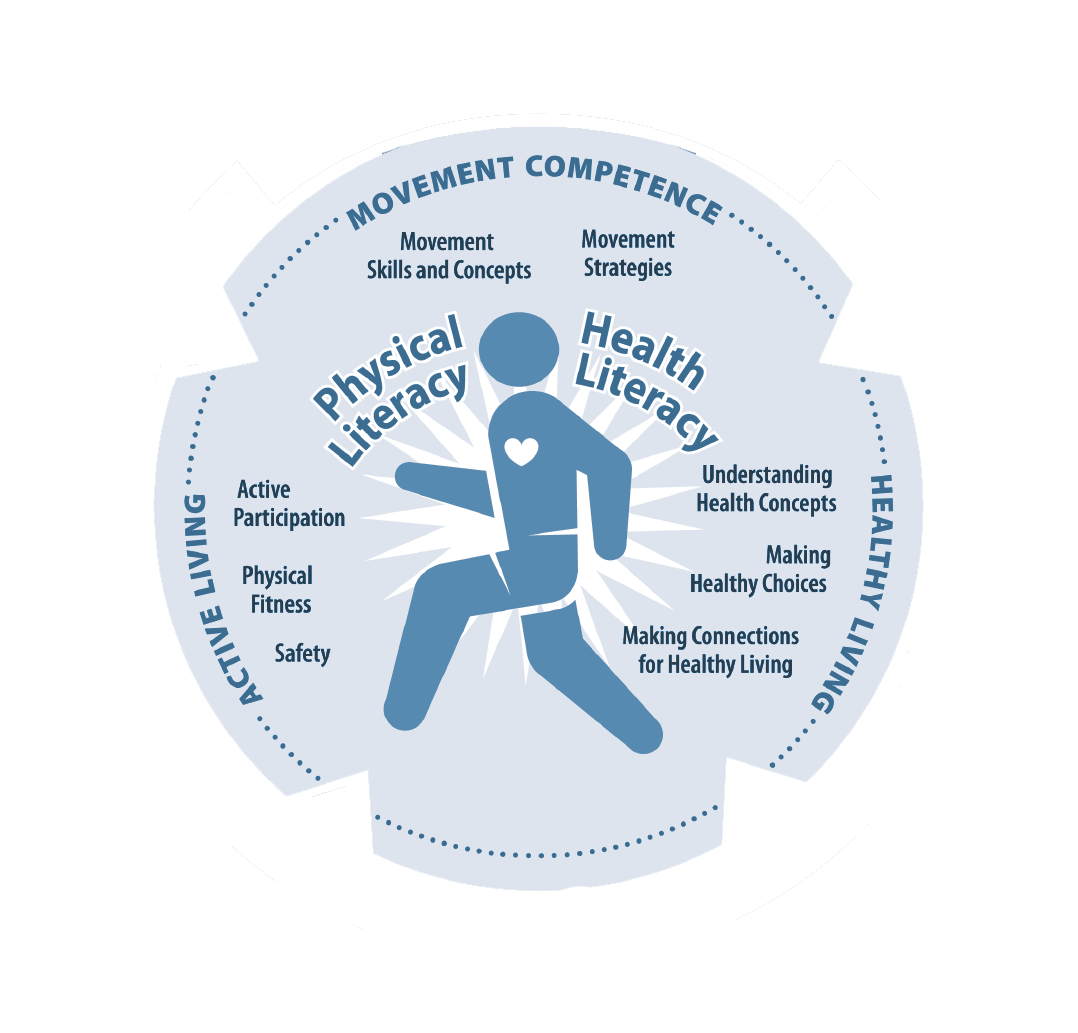 MOVEMENT COMPETENCE
Movement
Skills and Concepts
Movement
Strategies
Physical
Literacy
Health
Literacy
ACTIVE LIVING
Active
Participation
Physical
Fitness
Safety
HEALTHY LIVING
Understanding
Health Concepts
Making
Healthy Choices
Making Connections
for Healthy Living